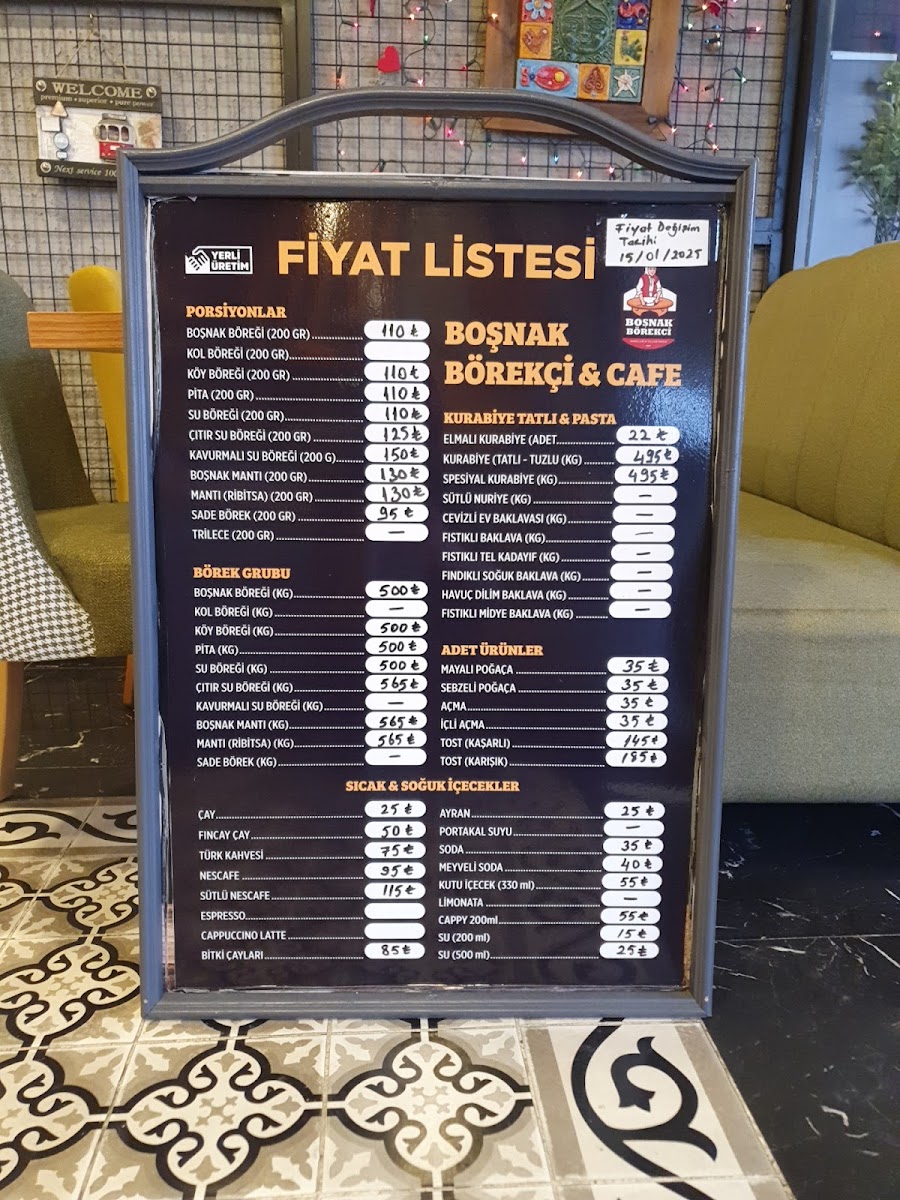 WELCOME
premium • superior • pure power
Next service 100
Fiyat Değişim
Tarihi
15/01/2025
YERLİ
ÜRETİM
FİYAT LİSTESİ
BOŞNAK
BÖREKÇİ
BOŞNAK
BÖREKÇİ & CAFE
PORSİYONLAR
BOŞNAK BÖREĞİ (200 GR) 110 ₺
KOL BÖREĞİ (200 GR)
KÖY BÖREĞİ (200 GR) 110 ₺
PİTA (200 GR) 110 ₺
SU BÖREĞİ (200 GR) 110 ₺
ÇITIR SU BÖREĞİ (200 GR) 125 ₺
KAVURMALI SU BÖREĞİ (200 G) 150 ₺
BOŞNAK MANTI (200 GR) 130 ₺
MANTI (RİBİTSA) (200 GR) 130 ₺
SADE BÖREK (200 GR) 95 ₺
TRİLECE (200 GR) –
BÖREK GRUBU
BOŞNAK BÖREĞİ (KG) 500 ₺
KOL BÖREĞİ (KG) –
KÖY BÖREĞİ (KG) 500 ₺
PİTA (KG) 500 ₺
SU BÖREĞİ (KG) 500 ₺
ÇITIR SU BÖREĞİ (KG) 565 ₺
KAVURMALI SU BÖREĞİ (KG) –
BOŞNAK MANTI (KG) 565 ₺
MANTI (RİBİTSA) (KG) 565 ₺
SADE BÖREK (KG) –
KURABİYE TATLI & PASTA
ELMALI KURABİYE (ADET 22 ₺
KURABİYE (TATLI - TUZLU (KG) 495 ₺
SPESİYAL KURABİYE (KG) 495 ₺
SÜTLÜ NURİYE (KG) –
CEVİZLİ EV BAKLAVASI (KG) –
FISTIKLI BAKLAVA (KG) –
FISTIKLI TEL KADAYIF (KG) –
FINDIKLI SOĞUK BAKLAVA (KG) –
HAVUÇ DİLİM BAKLAVA (KG) –
FISTIKLI MİDYE BAKLAVA (KG) –
ADET ÜRÜNLER
MAYALI POĞAÇA 35 ₺
SEBZELİ POĞAÇA 35 ₺
AÇMA 35 ₺
İÇLİ AÇMA 35 ₺
TOST (KAŞARLI) 145 ₺
TOST (KARIŞIK) 185 ₺
SICAK & SOĞUK İÇECEKLER
ÇAY 25 ₺
FINCAY ÇAY 50 ₺
TÜRK KAHVESİ 75 ₺
NESCAFE 95 ₺
SÜTLÜ NESCAFE 115 ₺
ESPRESSO
CAPPUCCINO LATTE
BİTKİ ÇAYLARI 85 ₺
AYRAN 25 ₺
PORTAKAL SUYU –
SODA 35 ₺
MEYVELİ SODA 40 ₺
KUTU İÇECEK (330 ml) 55 ₺
LİMONATA –
CAPPY 200ml 55 ₺
SU (200 ml) 15 ₺
SU (500 ml) 25 ₺